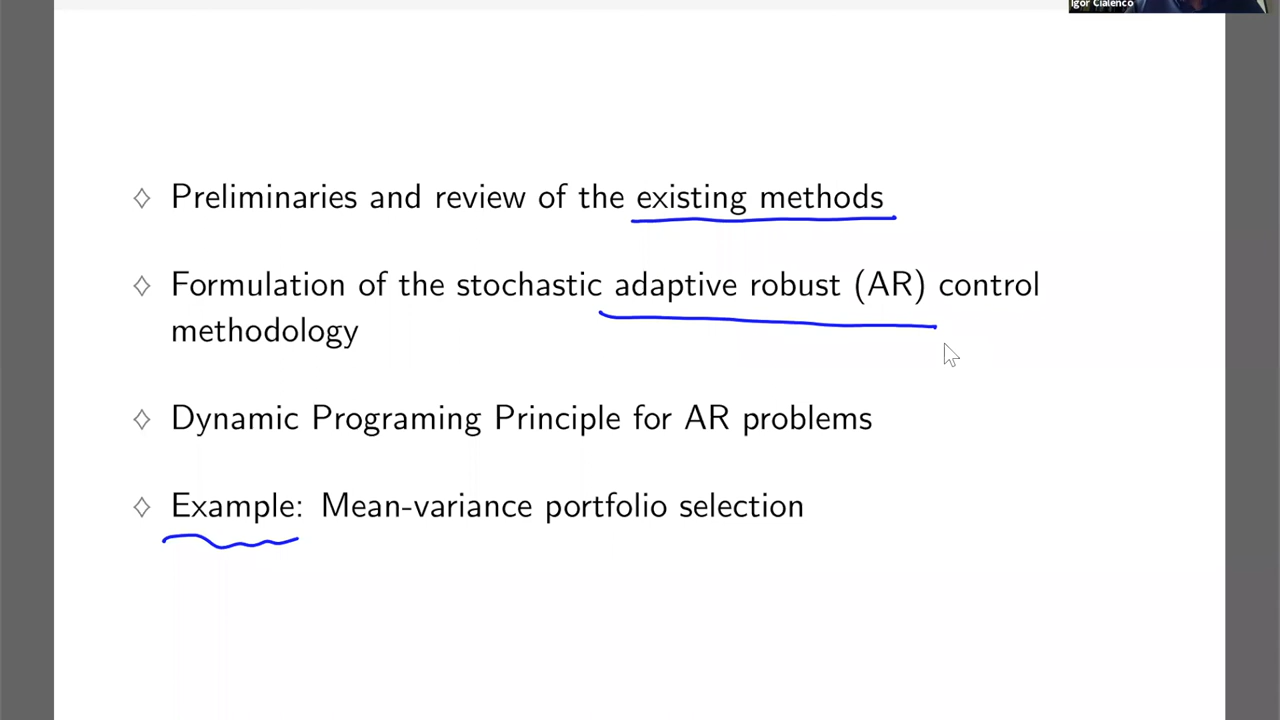 Igor Cialenco
♢ Preliminaries and review of the existing methods
♢ Formulation of the stochastic adaptive robust (AR) control
methodology
♢ Dynamic Programing Principle for AR problems
♢ Example: Mean-variance portfolio selection